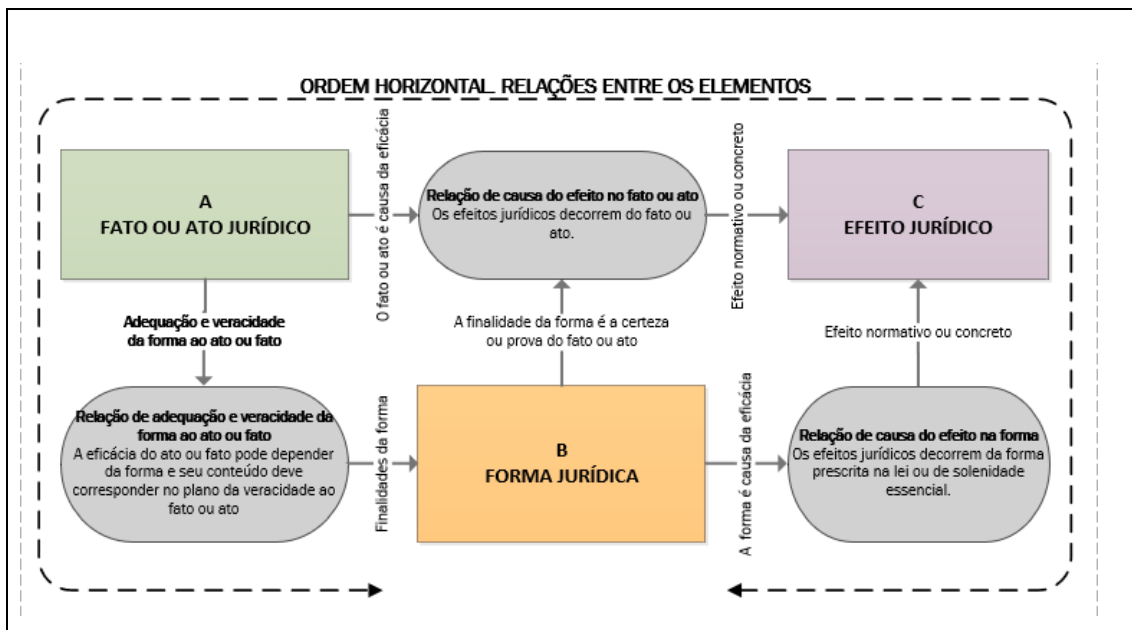 ORDEM HORIZONTAL. RELAÇÕES ENTRE OS ELEMENTOS
A
FATO OU ATO JURÍDICO
O fato ou ato é causa da eficácia
Relação de causa do efeito no fato ou ato
Os efeitos jurídicos decorrem do fato ou
ato.
Efeito normativo ou concreto
C
EFEITO JURÍDICO
Adequação e veracidade
da forma ao ato ou fato
A finalidade da forma é a certeza
ou prova do fato ou ato
Efeito normativo ou concreto
Relação de adequação e veracidade da
forma ao ato ou fato
A eficácia do ato ou fato pode depender
da forma e seu conteúdo deve
corresponder no plano da veracidade ao
fato ou ato
Finalidades da forma
B
FORMA JURÍDICA
A forma é causa da eficácia
Relação de causa do efeito na forma
Os efeitos jurídicos decorrem da forma
prescrita na lei ou de solenidade
essencial.